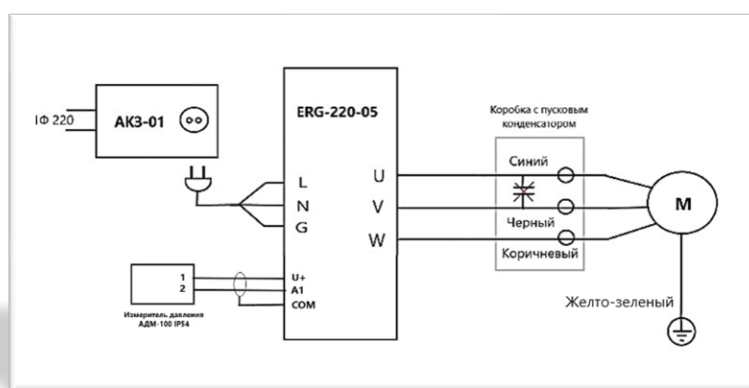 ERG-220-05
АКЗ-01
1Ф 220
Коробка с пусковым
конденсатором
Синий
L
U
N
V
M
G
Черный
W
Коричневый
1
U+
2
A1
COM
Измеритель давления
АДМ-100 IP54
Желто-зеленый